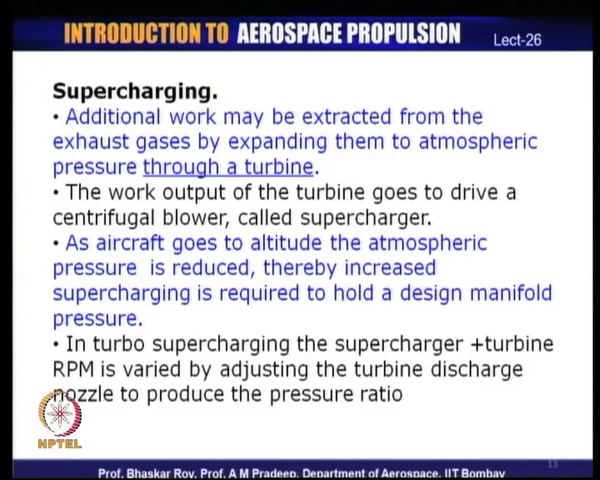 INTRODUCTION TO AEROSPACE PROPULSION
Lect-26
Supercharging.
• Additional work may be extracted from the
exhaust gases by expanding them to atmospheric
pressure through a turbine.
• The work output of the turbine goes to drive a
centrifugal blower, called supercharger.
• As aircraft goes to altitude the atmospheric
pressure is reduced, thereby increased
supercharging is required to hold a design manifold
pressure.
• In turbo supercharging the supercharger +turbine
RPM is varied by adjusting the turbine discharge
nozzle to produce the pressure ratio
NPTEL
13
Prof. Bhaskar Roy, Prof. A M Pradeep, Department of Aerospace, IIT Bombay